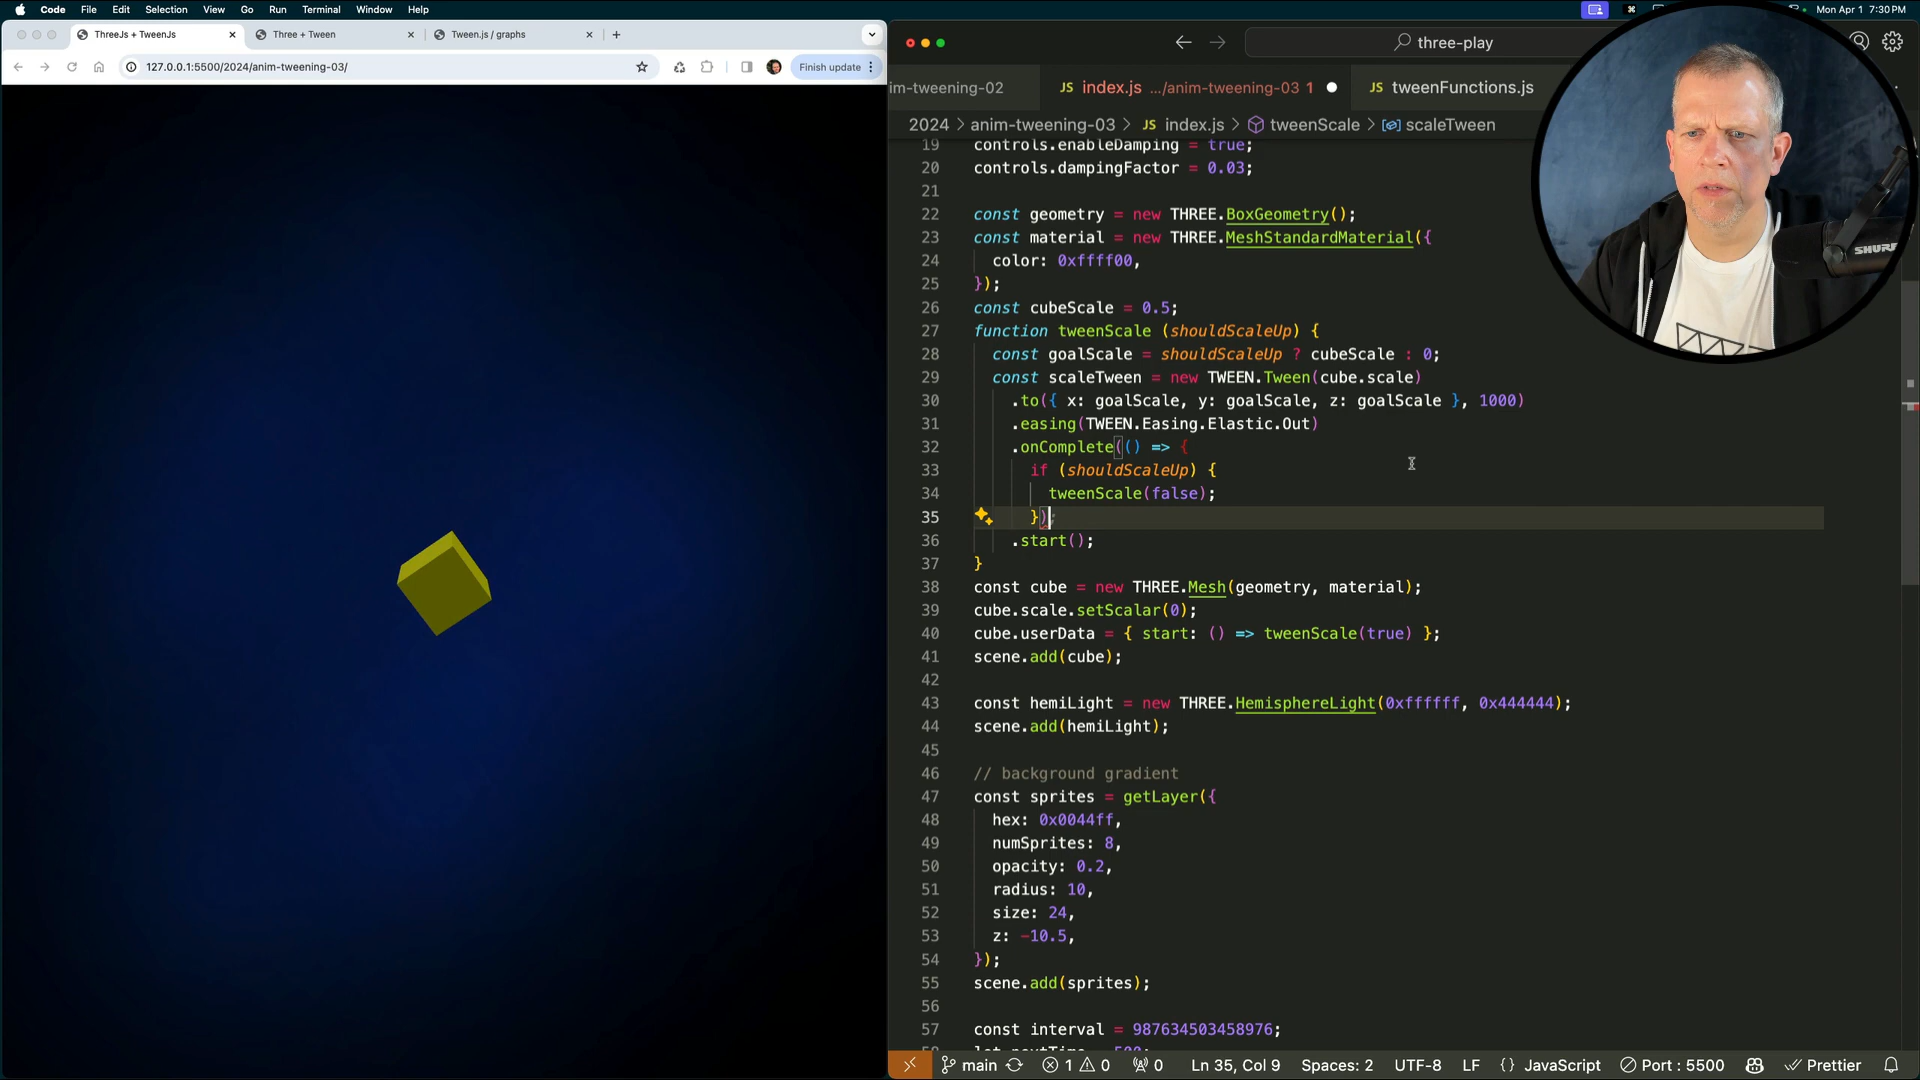 Code File Edit Selection View Go Run Terminal Window Help
Mon Apr 1 7:30 PM
ThreeJs + TweenJs
Three + Tween
Tween.js / graphs
127.0.0.1:5500/2024/anim-tweening-03/
Finish update
three-play
im-tweening-02
JS index.js .../anim-tweening-03 1
JS tweenFunctions.js
2024 > anim-tweening-03 > JS index.js > tweenScale > scaleTween
19 controls.enableDamping = true;
20 controls.dampingFactor = 0.03;
21
22 const geometry = new THREE.BoxGeometry();
23 const material = new THREE.MeshStandardMaterial({
24 color: 0xffff00,
25 });
26 const cubeScale = 0.5;
27 function tweenScale (shouldScaleUp) {
28 const goalScale = shouldScaleUp ? cubeScale : 0;
29 const scaleTween = new TWEEN.Tween(cube.scale)
30 .to({ x: goalScale, y: goalScale, z: goalScale }, 1000)
31 .easing(TWEEN.Easing.Elastic.Out)
32 .onComplete(() => {
33 if (shouldScaleUp) {
34 tweenScale(false);
35 });
36 .start();
37 }
38 const cube = new THREE.Mesh(geometry, material);
39 cube.scale.setScalar(0);
40 cube.userData = { start: () => tweenScale(true) };
41 scene.add(cube);
42
43 const hemiLight = new THREE.HemisphereLight(0xffffff, 0x444444);
44 scene.add(hemiLight);
45
46 // background gradient
47 const sprites = getLayer({
48 hex: 0x0044ff,
49 numSprites: 8,
50 opacity: 0.2,
51 radius: 10,
52 size: 24,
53 z: -10.5,
54 });
55 scene.add(sprites);
56
57 const interval = 987634503458976;
SHURE
main 1 0 0 Ln 35, Col 9 Spaces: 2 UTF-8 LF {} JavaScript Port : 5500 Prettier